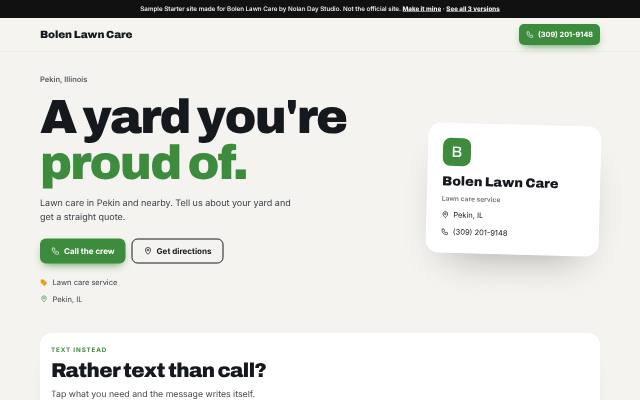 Sample Starter site made for Bolen Lawn Care by Nolan Day Studio. Not the official site. Make it mine · See all 3 versions
Bolen Lawn Care
(309) 201-9148
Pekin, Illinois
A yard you're
proud of.
Lawn care in Pekin and nearby. Tell us about your yard and
get a straight quote.
Call the crew
Get directions
Lawn care service
Pekin, IL
B
Bolen Lawn Care
Lawn care service
Pekin, IL
(309) 201-9148
TEXT INSTEAD
Rather text than call?
Tap what you need and the message writes itself.